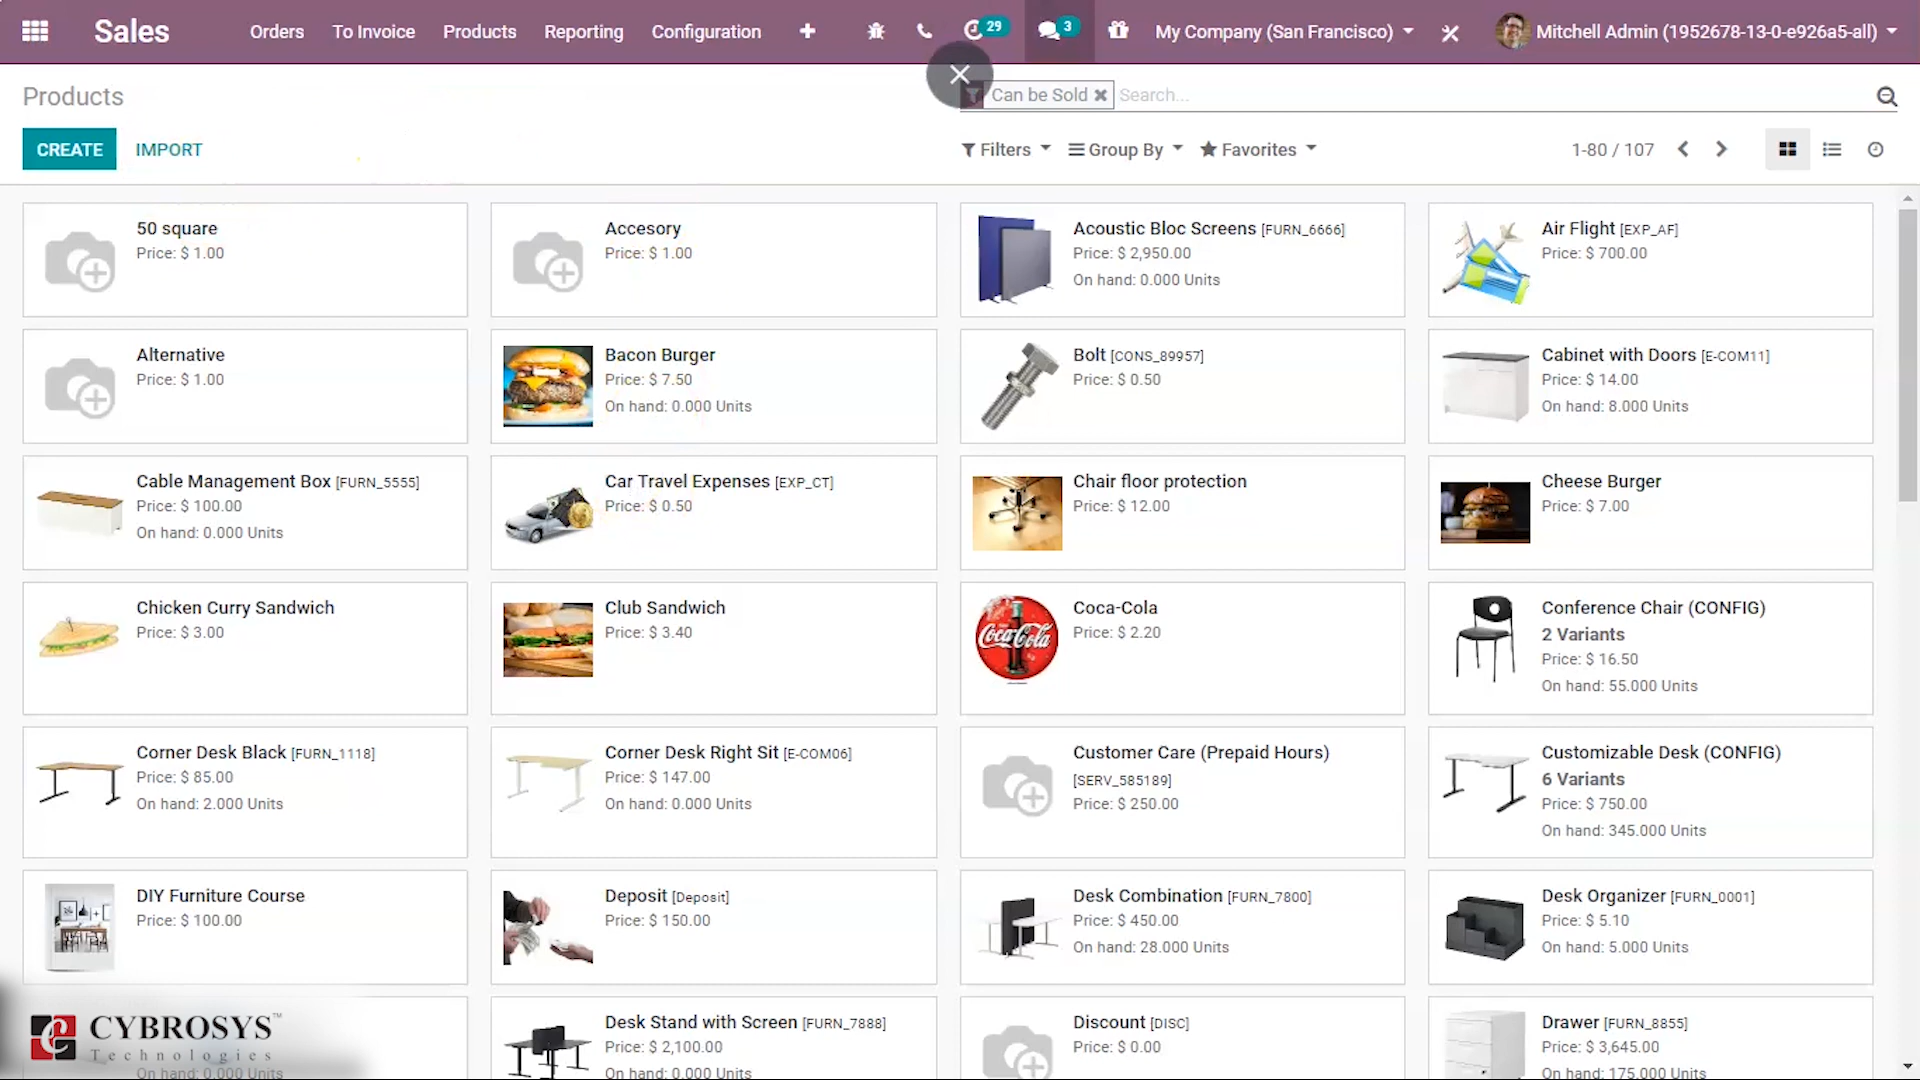 Sales Orders To Invoice Products Reporting Configuration 29 3 My Company (San Francisco) Mitchell Admin (1952678-13-0-e926a5-all)
Products
Can be Sold Search...
CREATE IMPORT
Filters Group By Favorites 1-80 / 107
50 square
Price: $ 1.00
Accesory
Price: $ 1.00
Acoustic Bloc Screens [FURN_6666]
Price: $ 2,950.00
On hand: 0.000 Units
Air Flight [EXP_AF]
Price: $ 700.00
Alternative
Price: $ 1.00
Bacon Burger
Price: $ 7.50
On hand: 0.000 Units
Bolt [CONS_89957]
Price: $ 0.50
Cabinet with Doors [E-COM11]
Price: $ 14.00
On hand: 8.000 Units
Cable Management Box [FURN_5555]
Price: $ 100.00
On hand: 0.000 Units
Car Travel Expenses [EXP_CT]
Price: $ 0.50
Chair floor protection
Price: $ 12.00
Cheese Burger
Price: $ 7.00
Chicken Curry Sandwich
Price: $ 3.00
Club Sandwich
Price: $ 3.40
Coca-Cola
Price: $ 2.20
Coca-Cola
Conference Chair (CONFIG)
2 Variants
Price: $ 16.50
On hand: 55.000 Units
Corner Desk Black [FURN_1118]
Price: $ 85.00
On hand: 2.000 Units
Corner Desk Right Sit [E-COM06]
Price: $ 147.00
On hand: 0.000 Units
Customer Care (Prepaid Hours)
[SERV_585189]
Price: $ 250.00
Customizable Desk (CONFIG)
6 Variants
Price: $ 750.00
On hand: 345.000 Units
DIY Furniture Course
Price: $ 100.00
Deposit [Deposit]
Price: $ 150.00
Desk Combination [FURN_7800]
Price: $ 450.00
On hand: 28.000 Units
Desk Organizer [FURN_0001]
Price: $ 5.10
On hand: 5.000 Units
CYBROSYS™
Technologies
On hand: 0.000 Units
Desk Stand with Screen [FURN_7888]
Price: $ 2,100.00
On hand: 0.000 Units
Discount [DISC]
Price: $ 0.00
Drawer [FURN_8855]
Price: $ 3,645.00
On hand: 175.000 Units